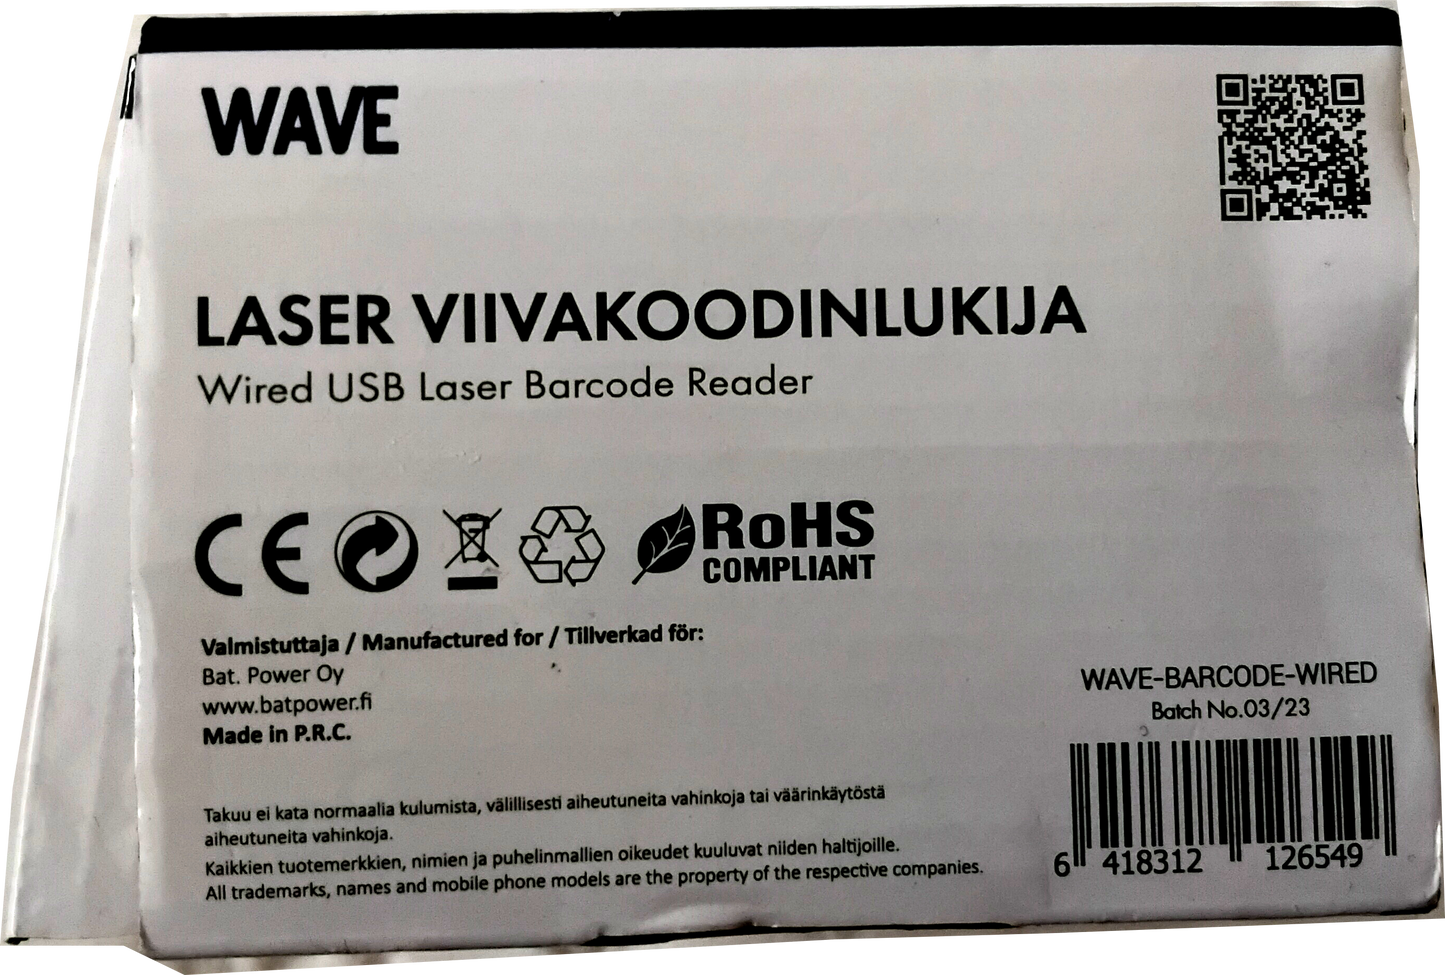 WAVE
LASER VIIVAKOODINLUKIJA
Wired USB Laser Barcode Reader
CE
RoHS
COMPLIANT
Valmistuttaja / Manufactured for / Tillverkad för:
Bat. Power Oy
www.batpower.fi
Made in P.R.C.
Takuu ei kata normaalia kulumista, välillisesti aiheutuneita vahinkoja tai väärinkäytöstä
aiheutuneita vahinkoja.
Kaikkien tuotemerkkien, nimien ja puhelinmallien oikeudet kuuluvat niiden haltijoille.
All trademarks, names and mobile phone models are the property of the respective companies.
WAVE-BARCODE-WIRED
Batch No.03/23
6 418312 126549